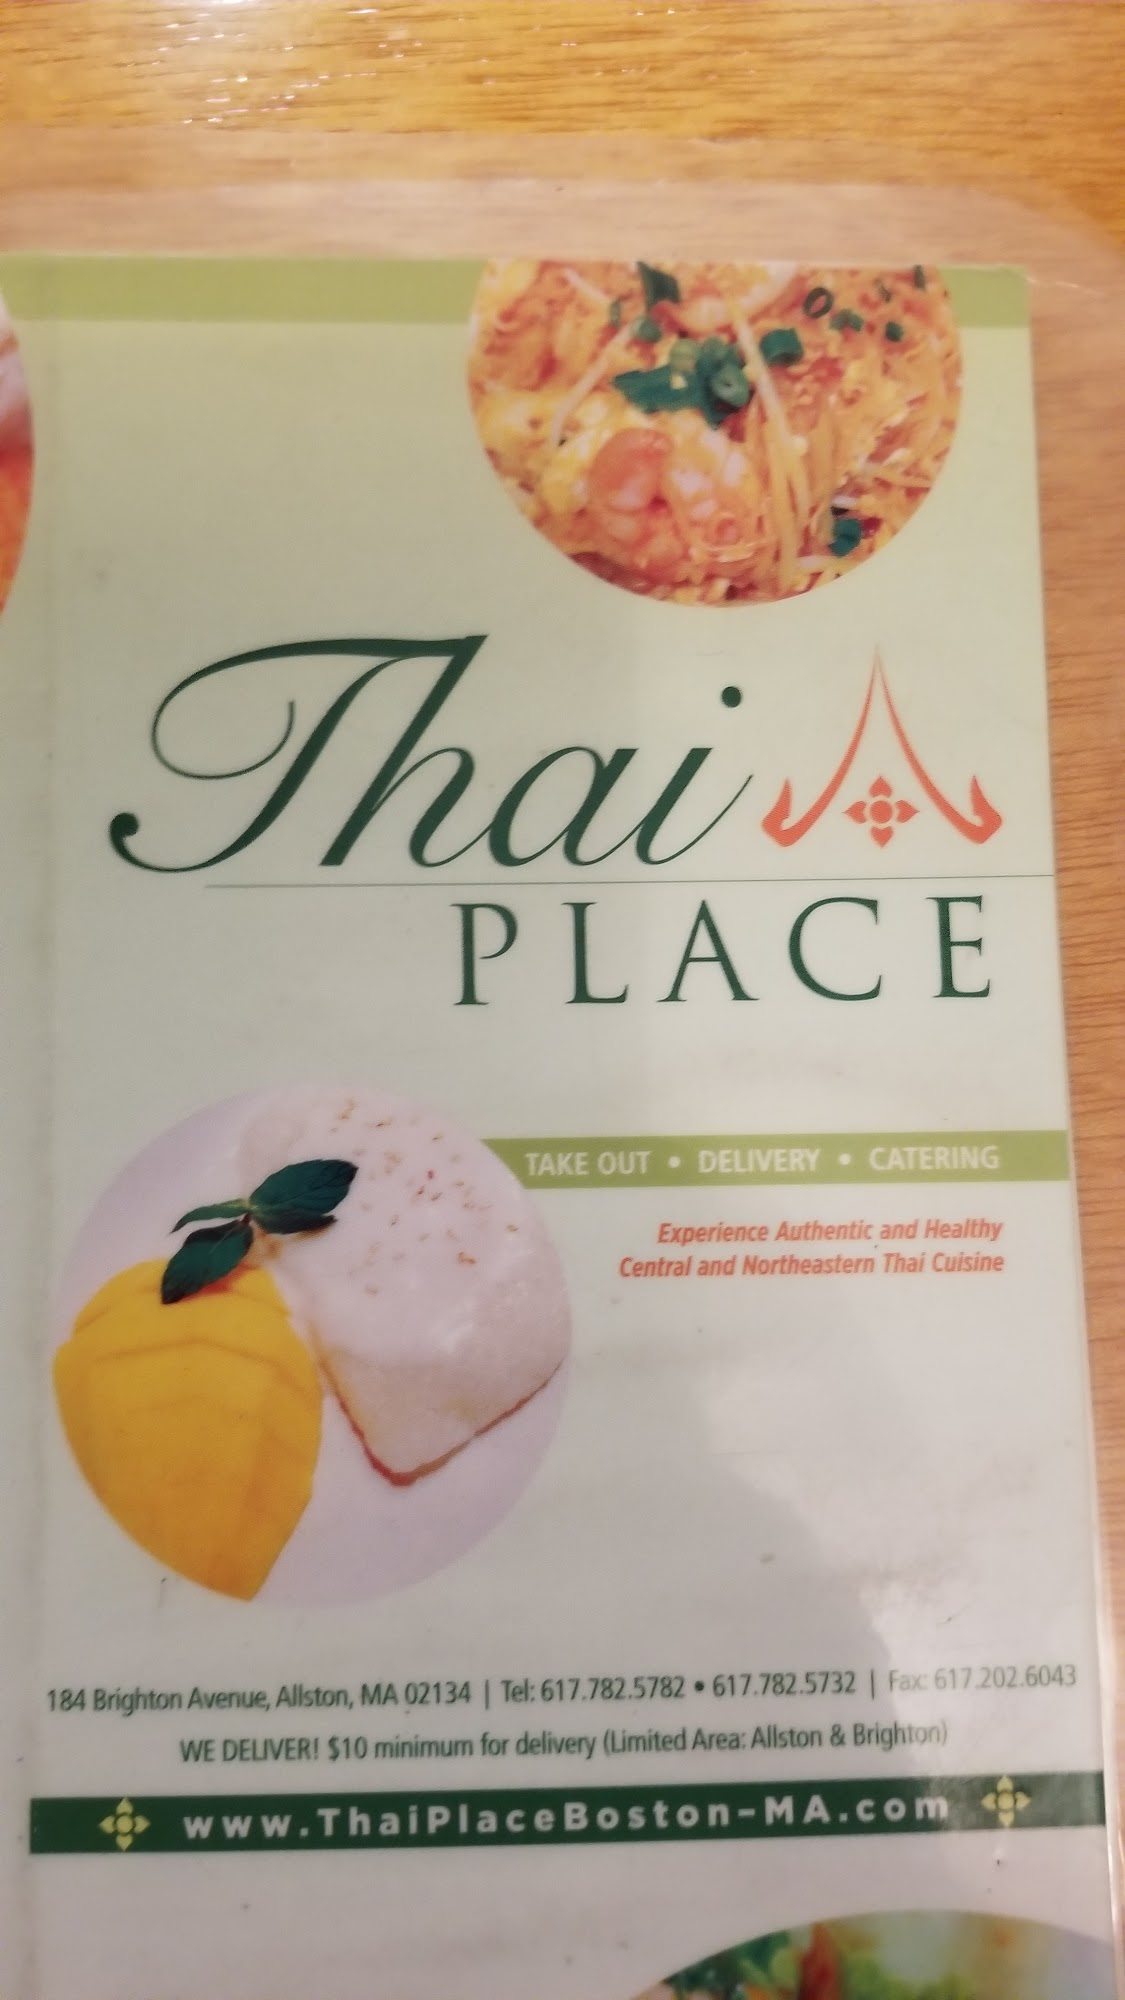 Thai
PLACE
TAKE OUT • DELIVERY • CATERING
Experience Authentic and Healthy
Central and Northeastern Thai Cuisine
184 Brighton Avenue, Allston, MA 02134 | Tel: 617.782.5782 • 617.782.5732 | Fax: 617.202.6043
WE DELIVER! $10 minimum for delivery (Limited Area: Allston & Brighton)
www.ThaiPlaceBoston-MA.com